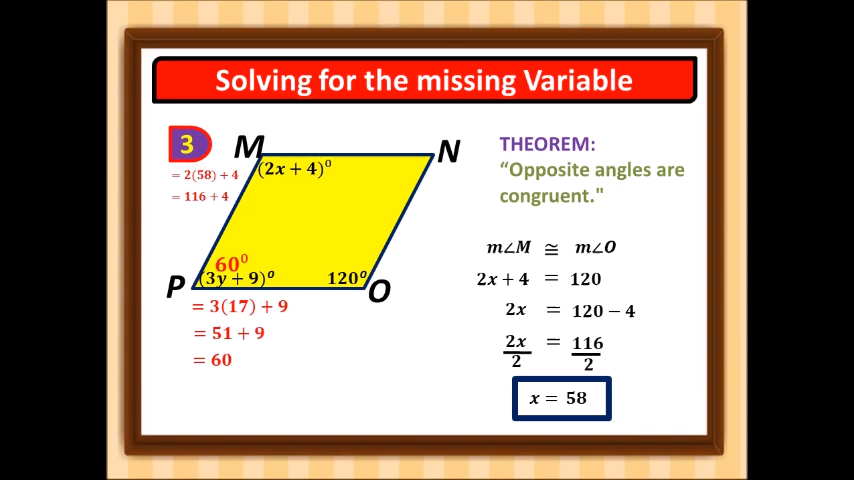 Solving for the missing Variable
3
M
N
(2x + 4)⁰
= 2(58) + 4
= 116 + 4
60⁰
P
(3y + 9)⁰
120⁰
O
= 3(17) + 9
= 51 + 9
= 60
THEOREM:
“Opposite angles are
congruent."
m∠M ≅ m∠O
2x + 4 = 120
2x = 120 − 4
2x = 116
2 2
x = 58